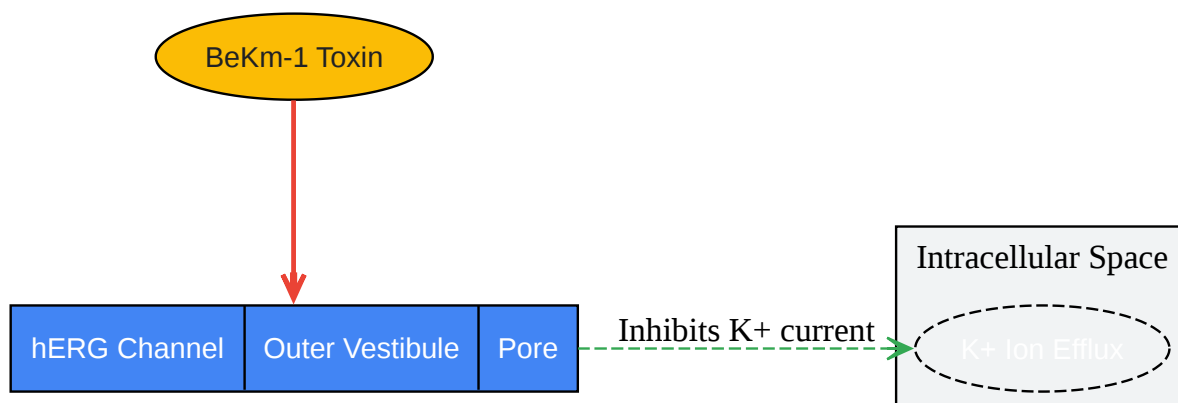 BeKm-1 Toxin
Intracellular Space
hERG Channel
Outer Vestibule
Pore
Inhibits K+ current
K+ Ion Efflux